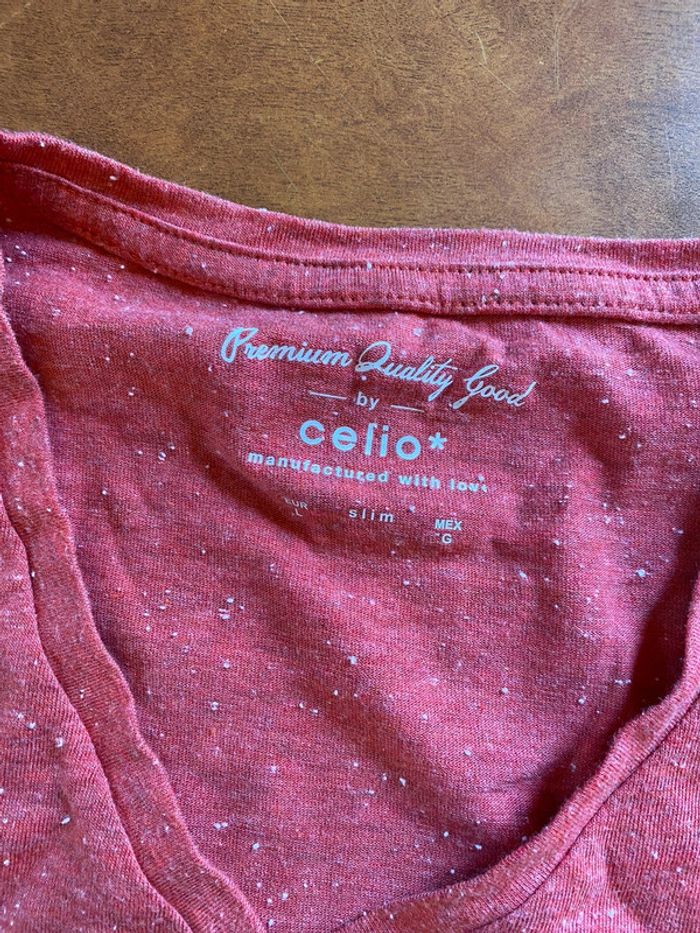 Premium Quality Good
— by —
celio*
manufactured with love
EUR slim MEX
L G